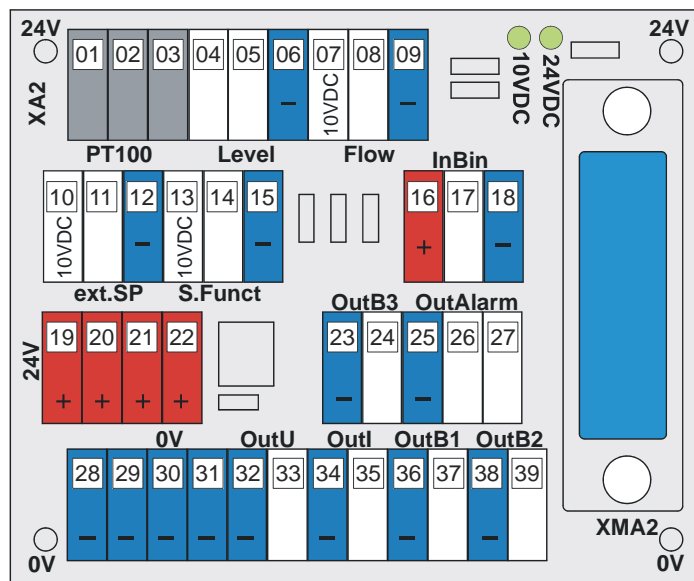 24V 24V
XA2
01 02 03 04 05 06 07 08 09
10VDC
10VDC 24VDC
PT100 Level Flow
InBin
10 11 12 13 14 15 16 17 18
10VDC 10VDC
ext.SP S.Funct
OutB3 OutAlarm
24V
19 20 21 22 23 24 25 26 27
+ + + +
0V OutU OutI OutB1 OutB2
28 29 30 31 32 33 34 35 36 37 38 39
XMA2
0V 0V